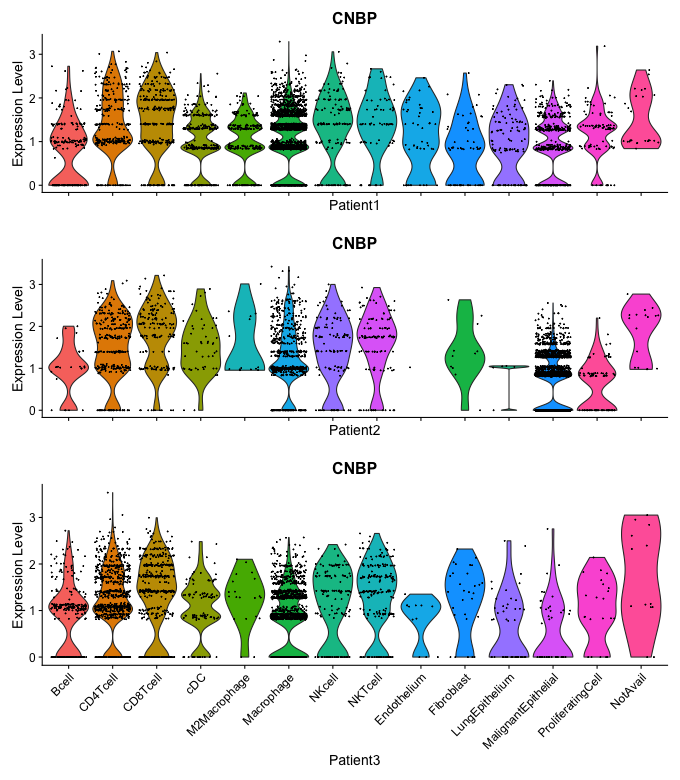 CNBP
Expression Level
3
2
1
0
Patient1
CNBP
Expression Level
3
2
1
0
Patient2
CNBP
Expression Level
3
2
1
0
Bcell
CD4Tcell
CD8Tcell
cDC
M2Macrophage
Macrophage
NKcell
NKTcell
Endothelium
Fibroblast
LungEpithelium
MalignantEpithelial
ProliferatingCell
NotAvail
Patient3